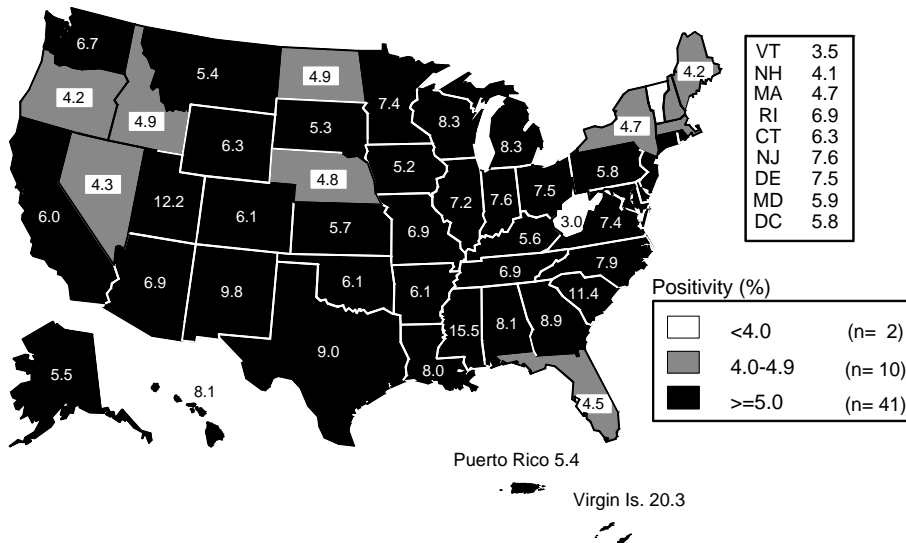 6.7
5.4
4.9
7.4
4.2
4.9
6.3
5.3
8.3
8.3
4.7
4.2
4.3
12.2
6.1
4.8
5.2
7.2
7.6
7.5
5.8
6.0
5.7
6.9
5.6
3.0
7.4
6.9
9.8
6.1
6.1
6.9
7.9
11.4
9.0
8.0
15.5
8.1
8.9
4.5
5.5
8.1
VT 3.5
NH 4.1
MA 4.7
RI 6.9
CT 6.3
NJ 7.6
DE 7.5
MD 5.9
DC 5.8
Positivity (%)
<4.0 (n= 2)
4.0-4.9 (n= 10)
>=5.0 (n= 41)
Puerto Rico 5.4
Virgin Is. 20.3